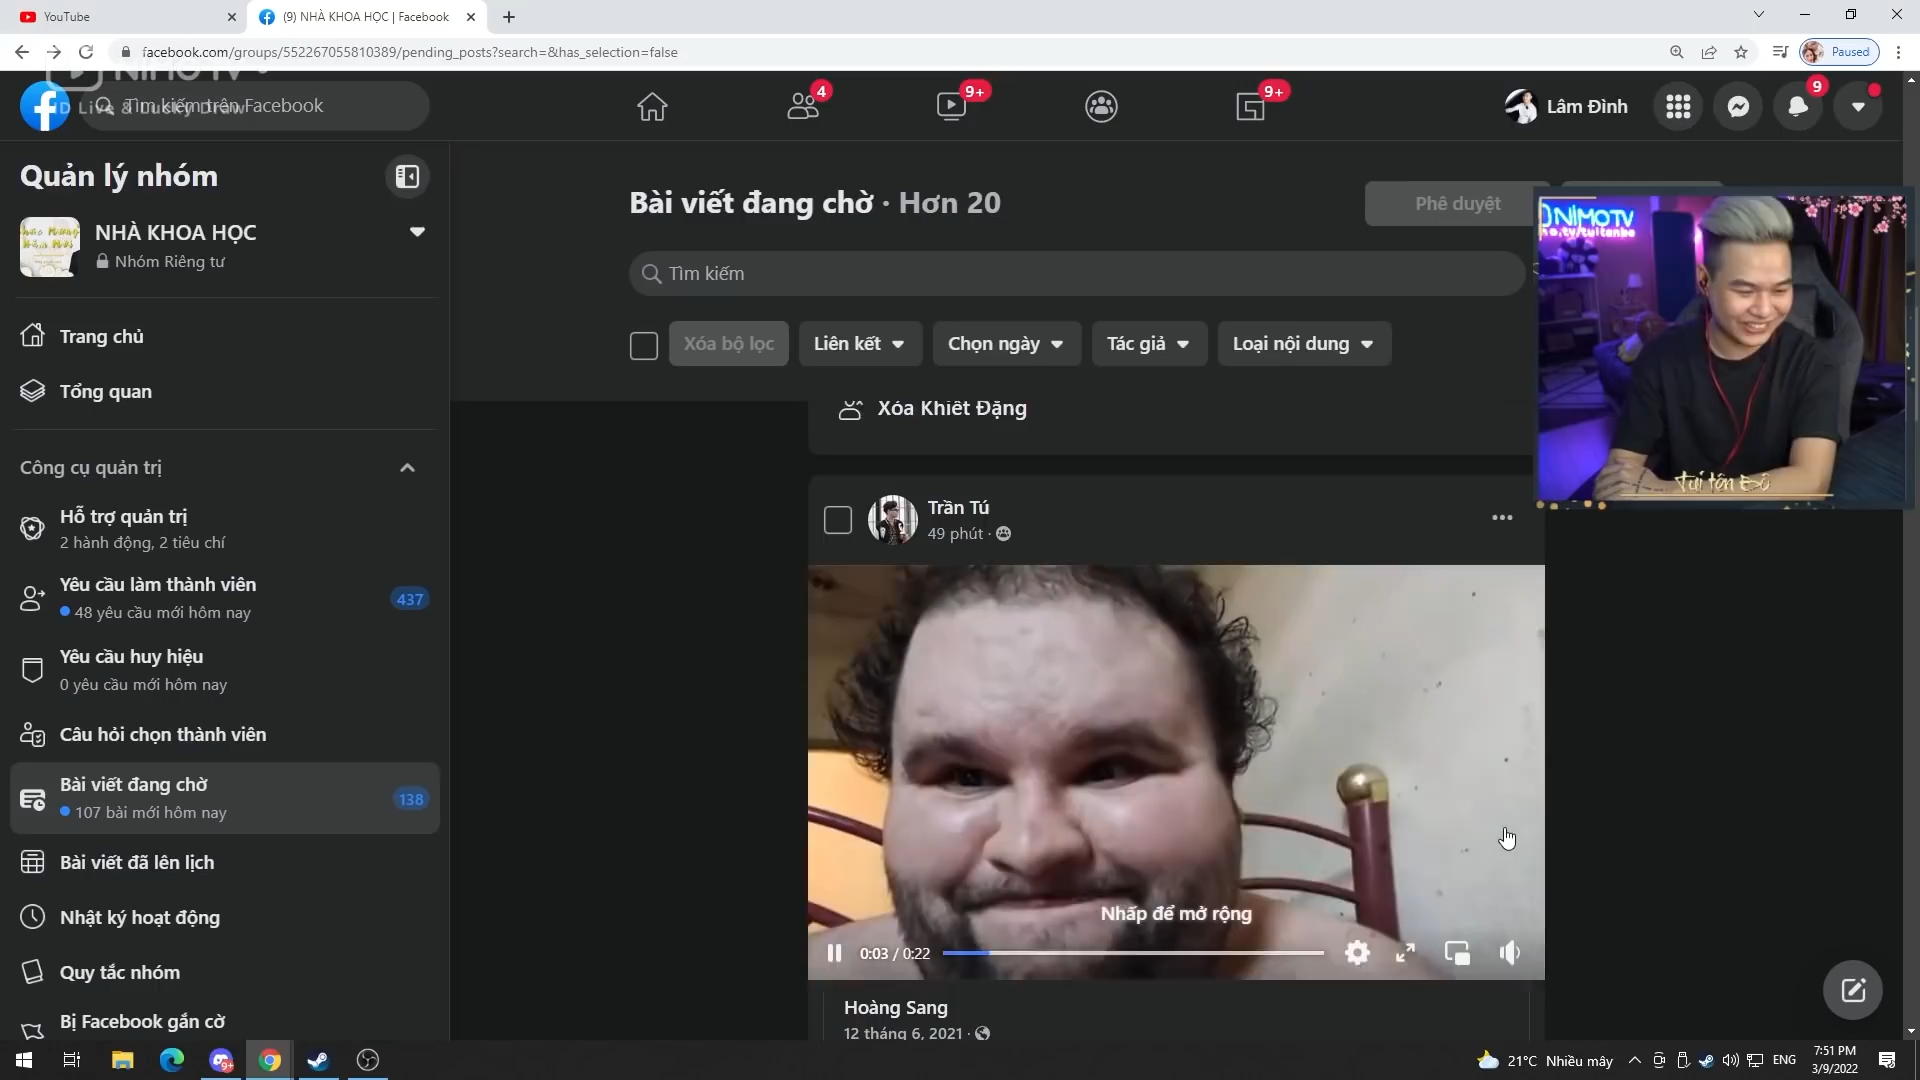 YouTube
(9) NHÀ KHOA HỌC | Facebook
facebook.com/groups/552267055810389/pending_posts?search=&has_selection=false
Paused
NIMOTV
Tìm kiếm trên Facebook
D Live & Lucky Draw
4
9+
9+
Lâm Đình
9
Quản lý nhóm
NHÀ KHOA HỌC
Nhóm Riêng tư
Trang chủ
Tổng quan
Công cụ quản trị
Hỗ trợ quản trị
2 hành động, 2 tiêu chí
Yêu cầu làm thành viên
48 yêu cầu mới hôm nay
437
Yêu cầu huy hiệu
0 yêu cầu mới hôm nay
Câu hỏi chọn thành viên
Bài viết đang chờ
107 bài mới hôm nay
138
Bài viết đã lên lịch
Nhật ký hoạt động
Quy tắc nhóm
Bị Facebook gắn cờ
Bài viết đang chờ · Hơn 20
Phê duyệt
Tìm kiếm
Xóa bộ lọc
Liên kết
Chọn ngày
Tác giả
Loại nội dung
Xóa Khiết Đặng
Trần Tú
49 phút ·
Nhấp để mở rộng
0:03 / 0:22
Hoàng Sang
12 tháng 6, 2021 ·
NIMOTV
Tui tên Bô
9+
21°C Nhiều mây
ENG
7:51 PM
3/9/2022